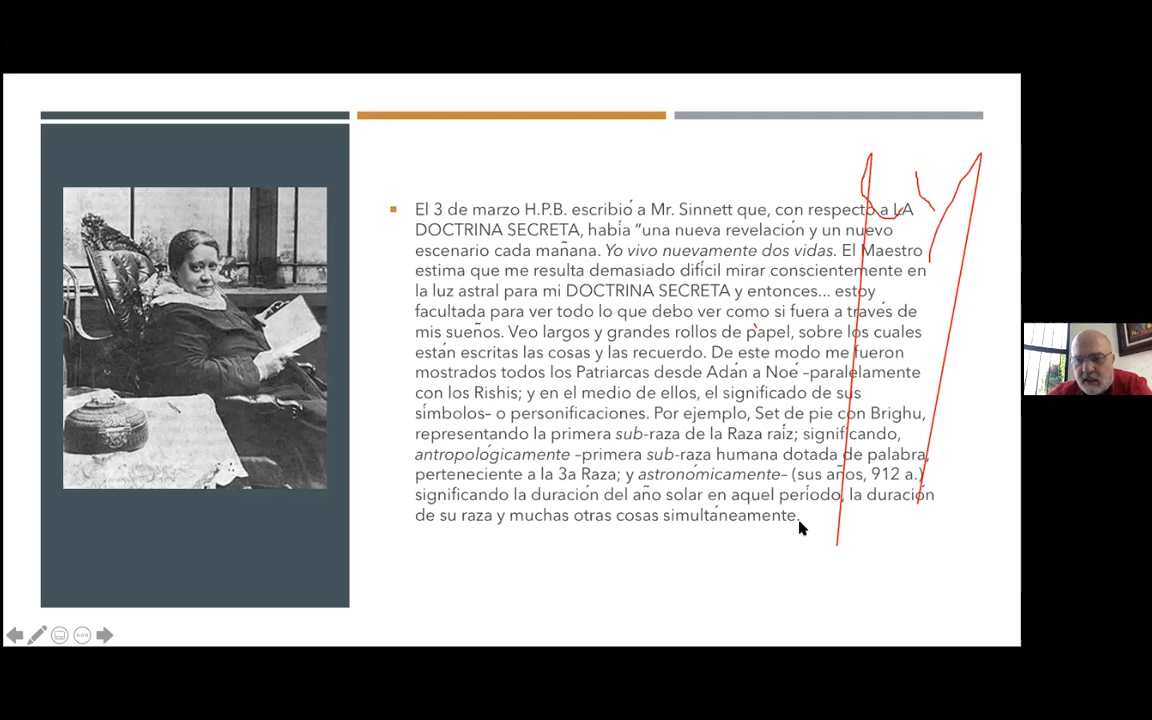 El 3 de marzo H.P.B. escribió a Mr. Sinnett que, con respecto a LA
DOCTRINA SECRETA, había “una nueva revelación y un nuevo
escenario cada mañana. Yo vivo nuevamente dos vidas. El Maestro
estima que me resulta demasiado difícil mirar conscientemente en
la luz astral para mi DOCTRINA SECRETA y entonces... estoy
facultada para ver todo lo que debo ver como si fuera a través de
mis sueños. Veo largos y grandes rollos de papel, sobre los cuales
están escritas las cosas y las recuerdo. De este modo me fueron
mostrados todos los Patriarcas desde Adán a Noé –paralelamente
con los Rishis; y en el medio de ellos, el significado de sus
símbolos– o personificaciones. Por ejemplo, Set de pie con Brighu,
representando la primera sub-raza de la Raza raíz; significando,
antropológicamente –primera sub-raza humana dotada de palabra,
perteneciente a la 3a Raza; y astronómicamente– (sus años, 912 a.)
significando la duración del año solar en aquel período, la duración
de su raza y muchas otras cosas simultáneamente.